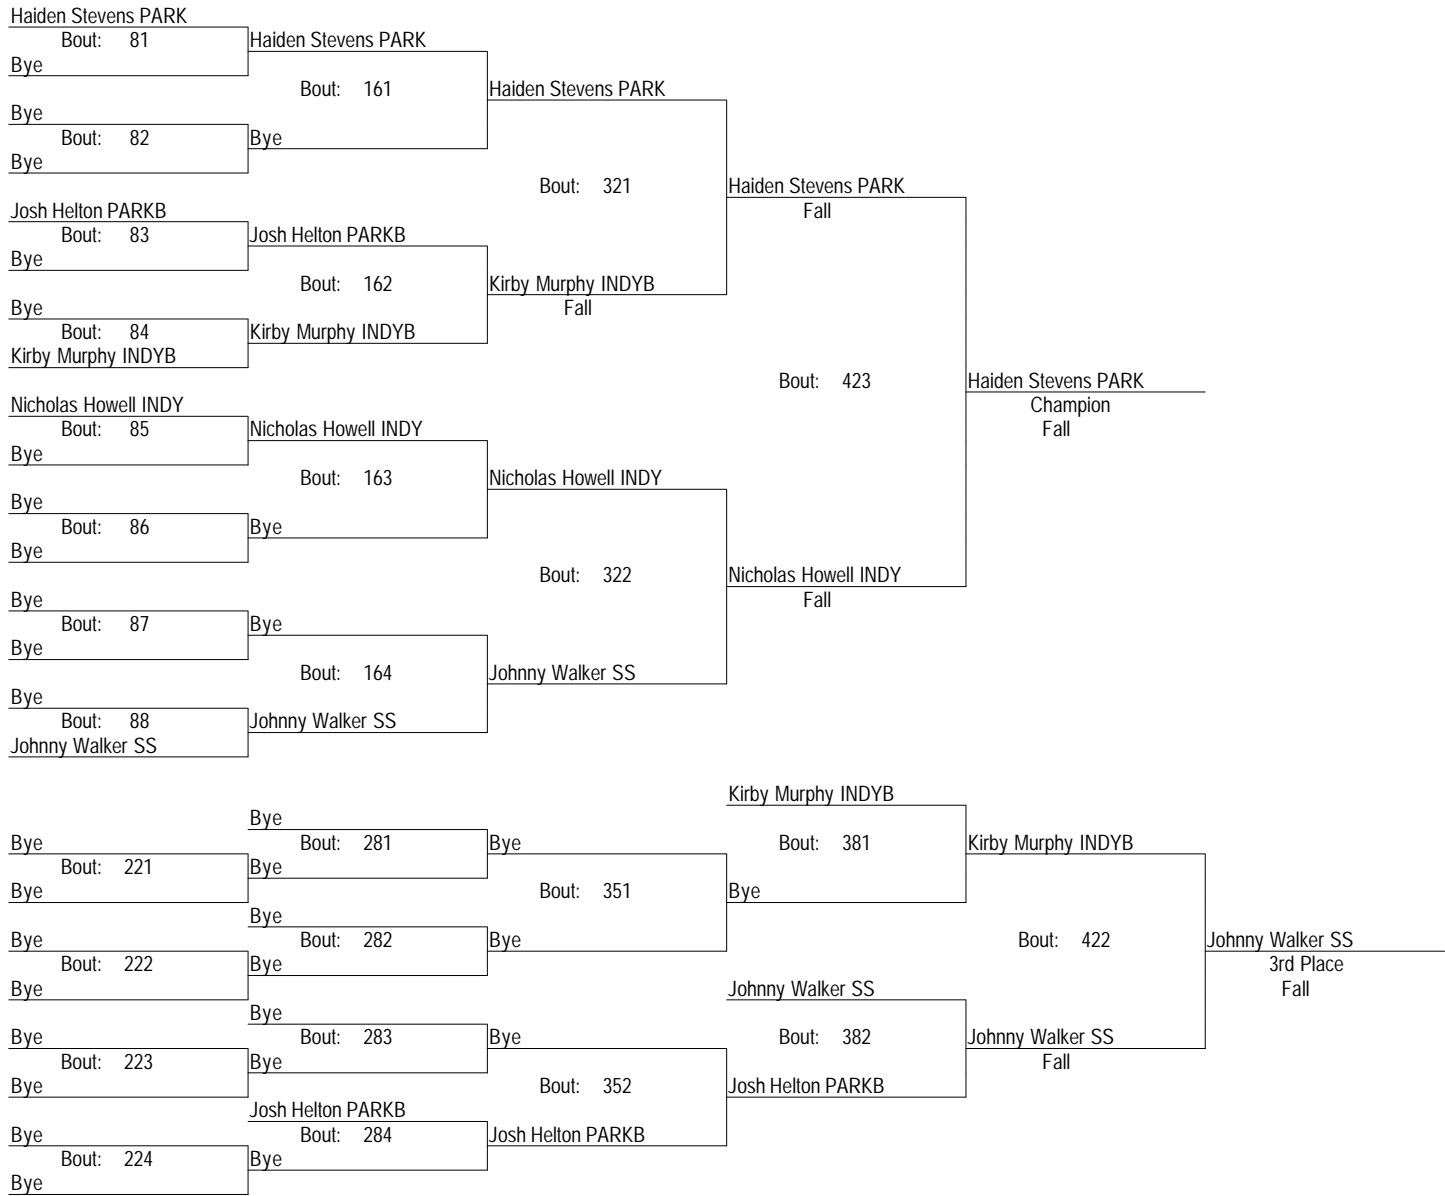 Haiden Stevens PARK
Bout: 81 Haiden Stevens PARK
Bye
Bout: 161 Haiden Stevens PARK
Bye
Bout: 82 Bye
Bye
Bout: 321 Haiden Stevens PARK
Josh Helton PARKB Fall
Bout: 83 Josh Helton PARKB
Bye
Bout: 162 Kirby Murphy INDYB
Bye Fall
Bout: 84 Kirby Murphy INDYB
Kirby Murphy INDYB
Bout: 423 Haiden Stevens PARK
Nicholas Howell INDY Champion
Bout: 85 Nicholas Howell INDY Fall
Bye
Bout: 163 Nicholas Howell INDY
Bye
Bout: 86 Bye
Bye
Bout: 322 Nicholas Howell INDY
Bye Fall
Bout: 87 Bye
Bye
Bout: 164 Johnny Walker SS
Bye
Bout: 88 Johnny Walker SS
Johnny Walker SS
Kirby Murphy INDYB
Bye
Bye Bout: 281 Bye Bout: 381 Kirby Murphy INDYB
Bout: 221 Bye
Bye Bout: 351 Bye
Bye
Bye Bout: 282 Bye Bout: 422 Johnny Walker SS
Bout: 222 Bye 3rd Place
Bye Johnny Walker SS Fall
Bye
Bye Bout: 283 Bye Bout: 382 Johnny Walker SS
Bout: 223 Bye Fall
Bye Bout: 352 Josh Helton PARKB
Josh Helton PARKB
Bye Bout: 284 Josh Helton PARKB
Bout: 224 Bye
Bye